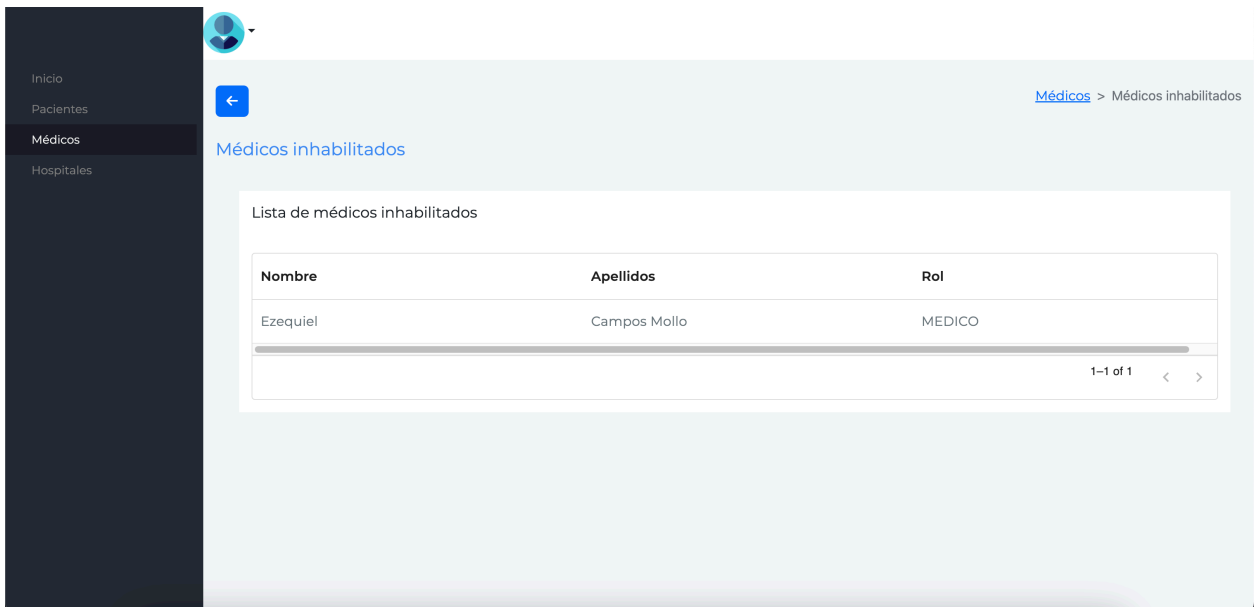 Inicio
Pacientes
Médicos
Hospitales
Médicos > Médicos inhabilitados
Médicos inhabilitados
Lista de médicos inhabilitados
Nombre Apellidos Rol
Ezequiel Campos Mollo MEDICO
1–1 of 1